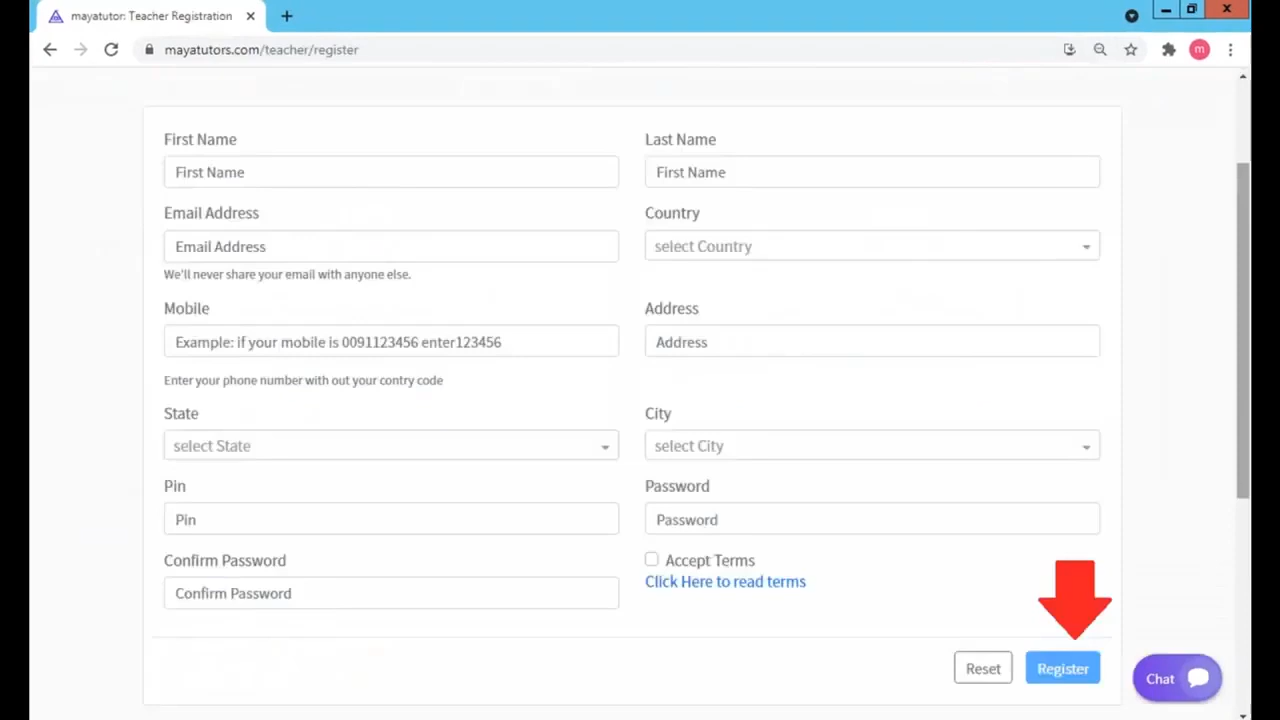 mayatutor: Teacher Registration
mayatutors.com/teacher/register
m
First Name
Last Name
First Name
First Name
Email Address
Country
Email Address
select Country
We'll never share your email with anyone else.
Mobile
Address
Example: if your mobile is 0091123456 enter123456
Address
Enter your phone number with out your contry code
State
City
select State
select City
Pin
Password
Pin
Password
Confirm Password
Accept Terms
Click Here to read terms
Confirm Password
Reset
Register
Chat